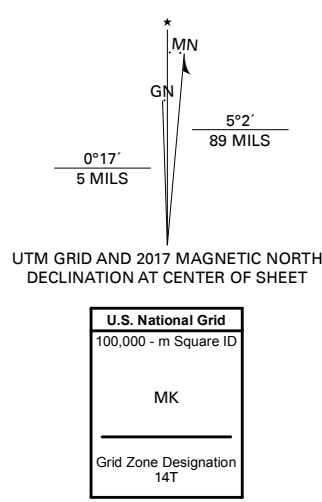 ★
MN
GN
5°2´
89 MILS
0°17´
5 MILS
UTM GRID AND 2017 MAGNETIC NORTH
DECLINATION AT CENTER OF SHEET
U.S. National Grid
100,000 - m Square ID
MK
Grid Zone Designation
14T